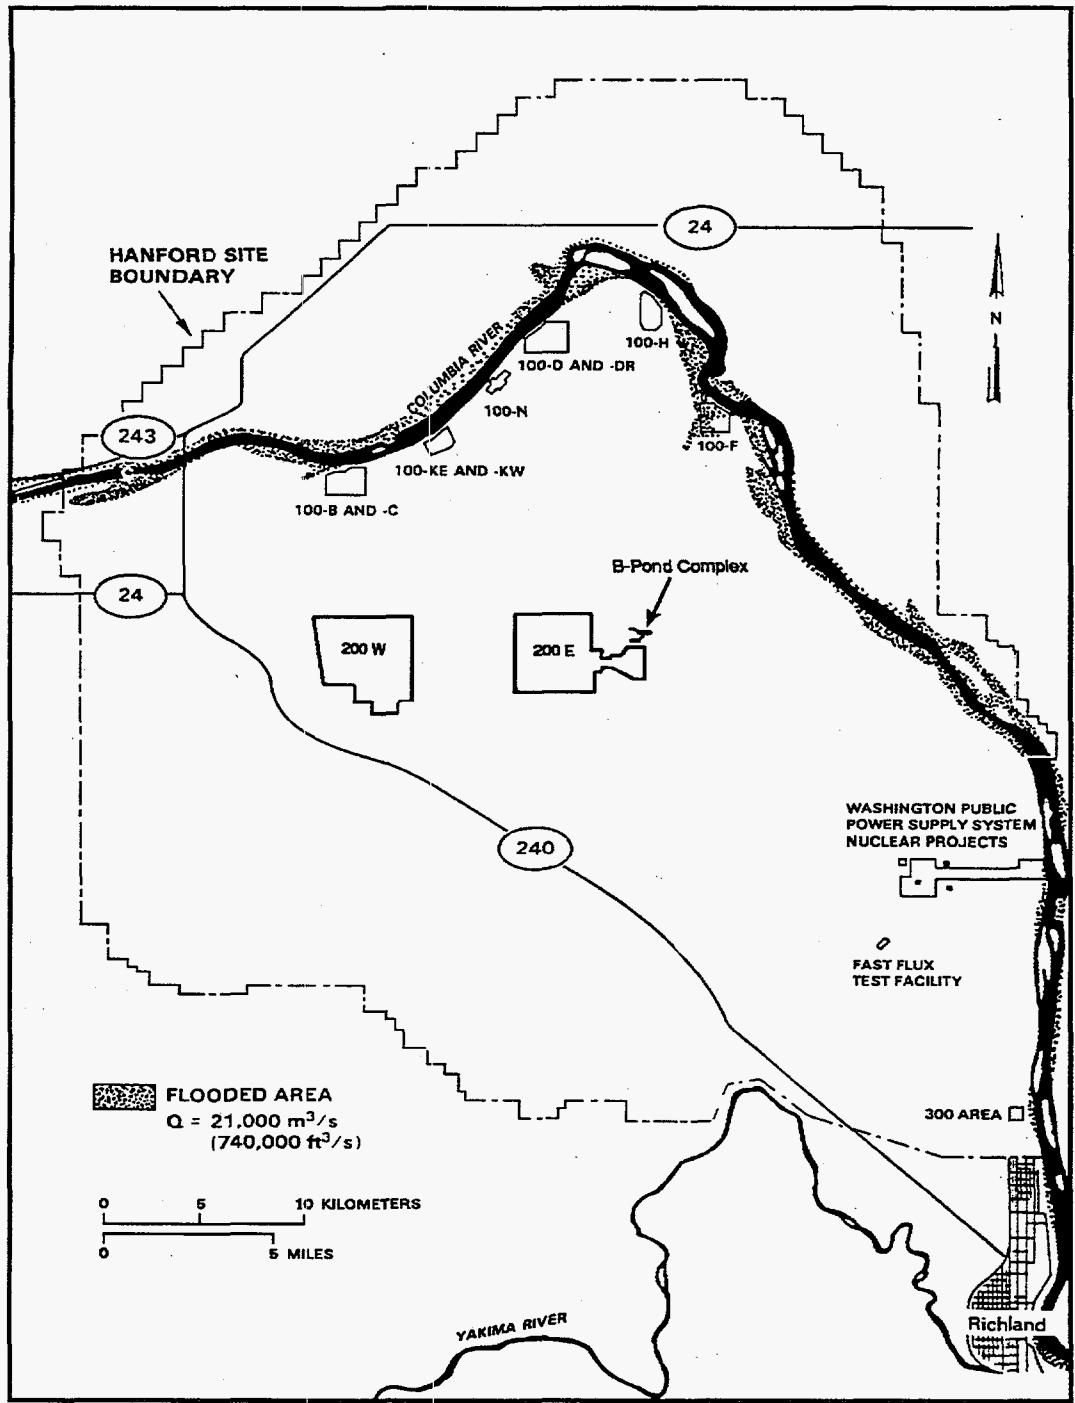 24
HANFORD SITE
BOUNDARY
N
COLUMBIA RIVER
100-H
100-D AND -DR
100-N
243
100-F
100-KE AND -KW
100-B AND -C
B-Pond Complex
24
200 W
200 E
WASHINGTON PUBLIC
POWER SUPPLY SYSTEM
NUCLEAR PROJECTS
240
FAST FLUX
TEST FACILITY
FLOODED AREA
Q = 21,000 m³/s
(740,000 ft³/s)
300 AREA
0 5 10 KILOMETERS
0 5 MILES
YAKIMA RIVER
Richland